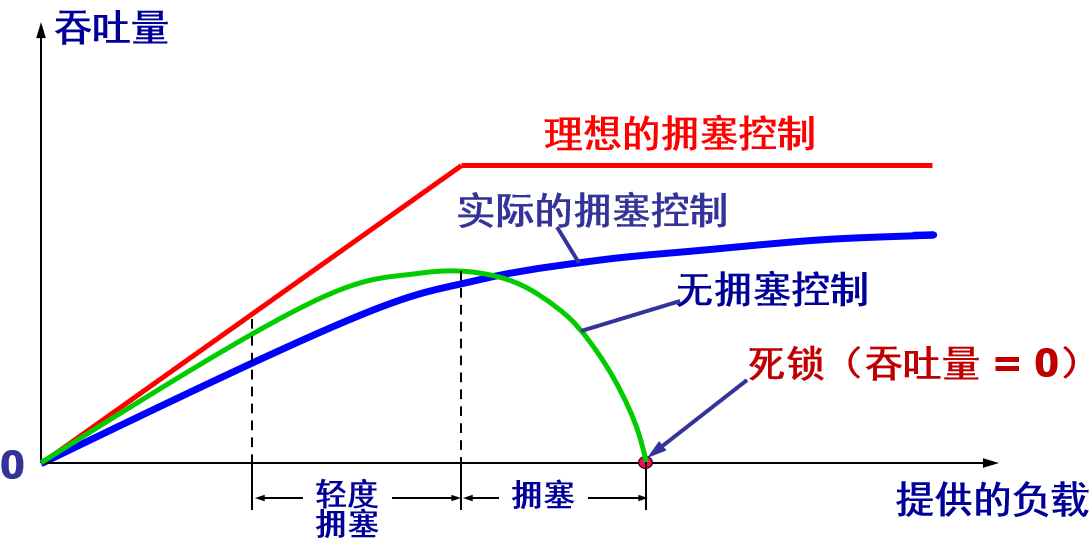 吞吐量
理想的拥塞控制
实际的拥塞控制
无拥塞控制
死锁（吞吐量 = 0）
0
轻度
拥塞
拥塞
提供的负载